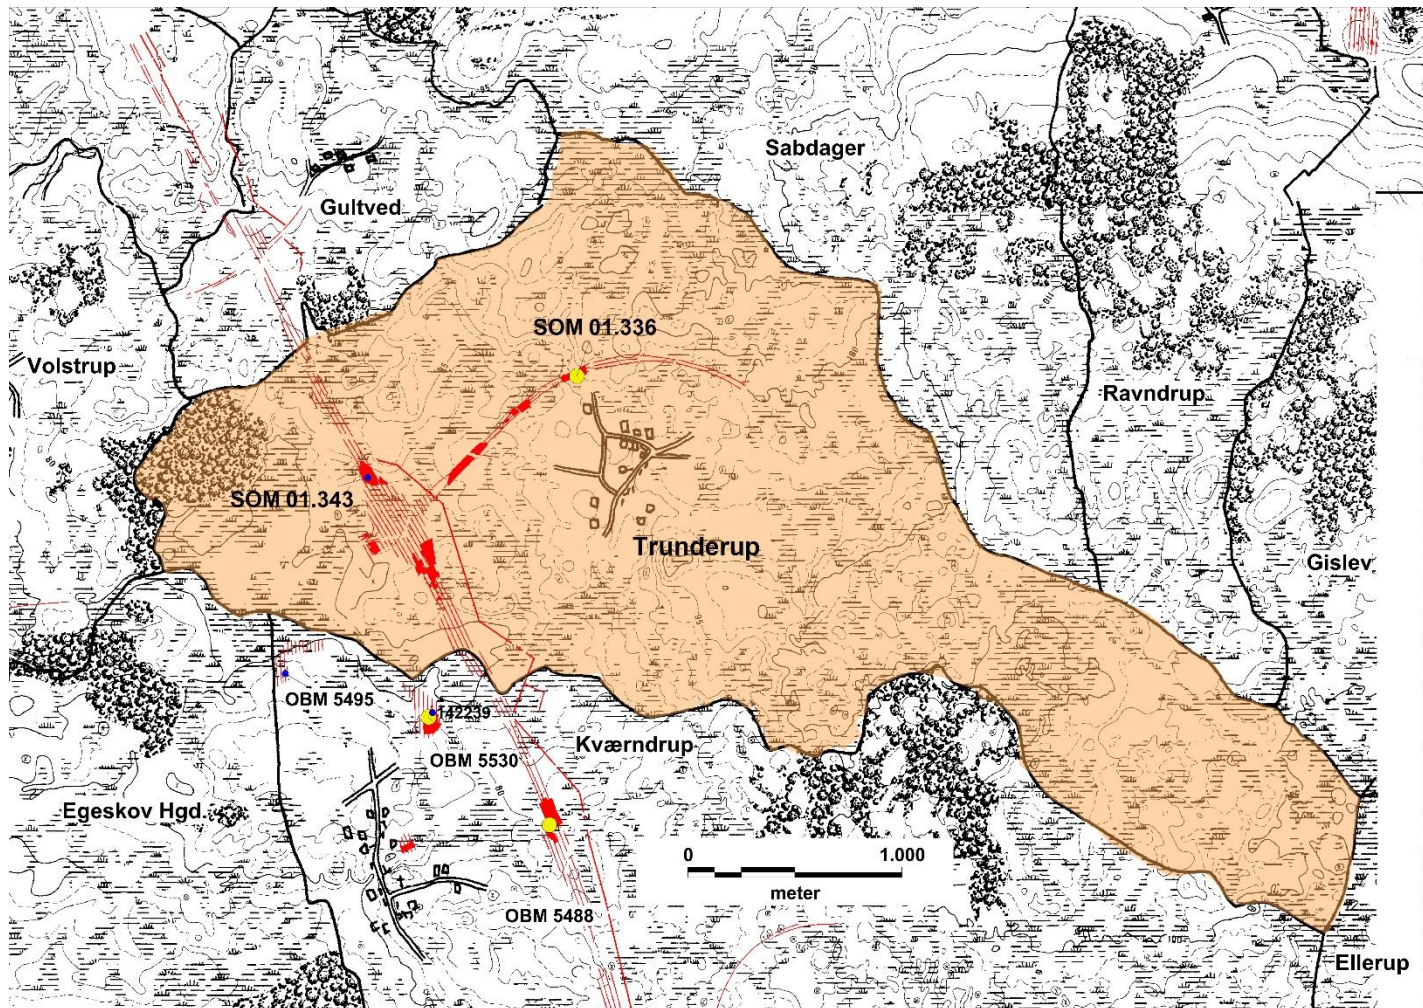 Sabdager
Gultved
SOM 01.336
Volstrup
Ravndrup
SOM 01.343
Trunderup
Gislev
OBM 5495
142239
Kværndrup
OBM 5530
80
Egeskov Hgd.
0 1.000
meter
OBM 5488
Ellerup